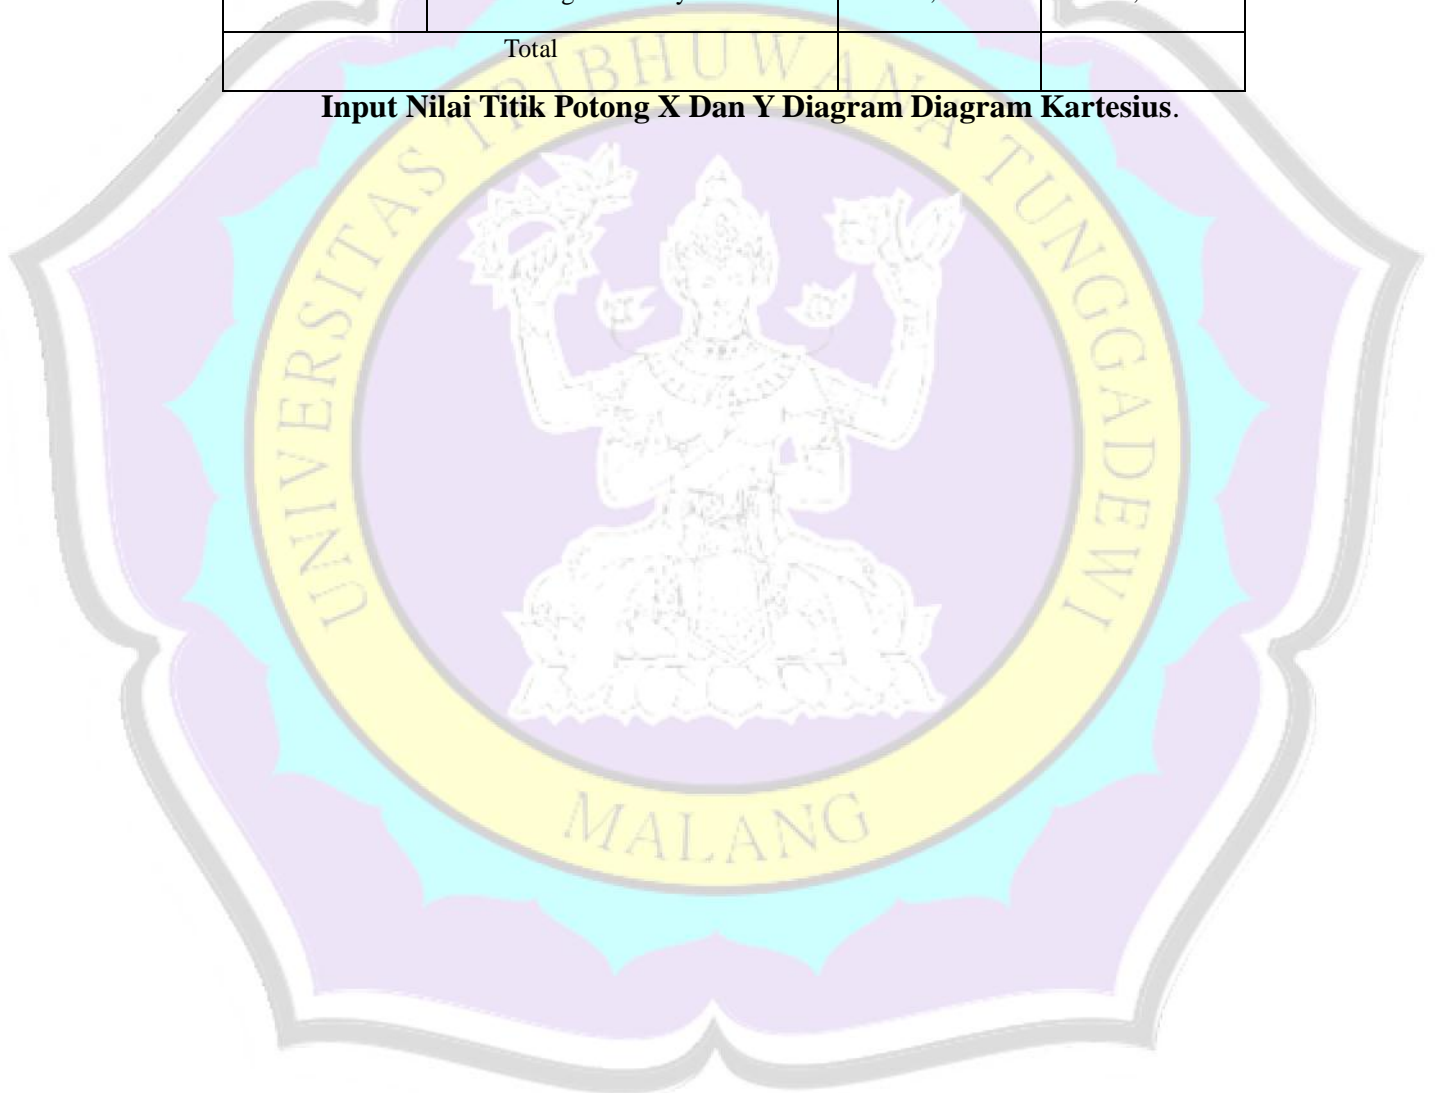 Total
Input Nilai Titik Potong X Dan Y Diagram Diagram Kartesius.
UNIVERSITAS TRIBHUWANA TUNGGADEWI
MALANG